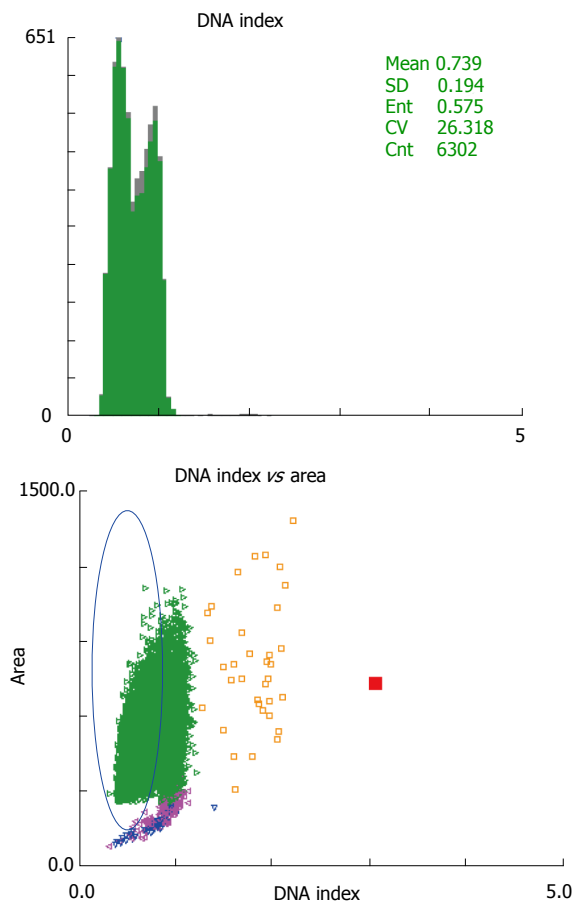 DNA index
651
Mean 0.739
SD 0.194
Ent 0.575
CV 26.318
Cnt 6302
0
0
5
DNA index vs area
1500.0
Area
0.0
0.0
DNA index
5.0